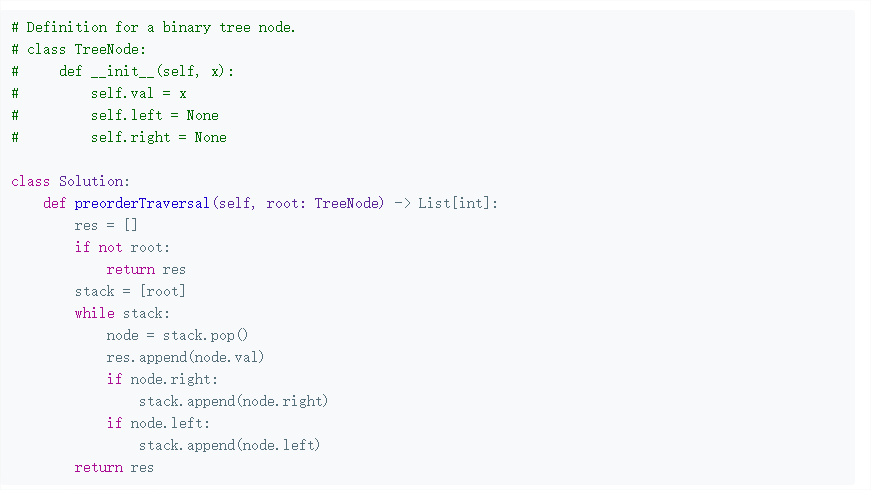 # Definition for a binary tree node.
# class TreeNode:
#     def __init__(self, x):
#         self.val = x
#         self.left = None
#         self.right = None

class Solution:
    def preorderTraversal(self, root: TreeNode) -> List[int]:
        res = []
        if not root:
            return res
        stack = [root]
        while stack:
            node = stack.pop()
            res.append(node.val)
            if node.right:
                stack.append(node.right)
            if node.left:
                stack.append(node.left)
        return res